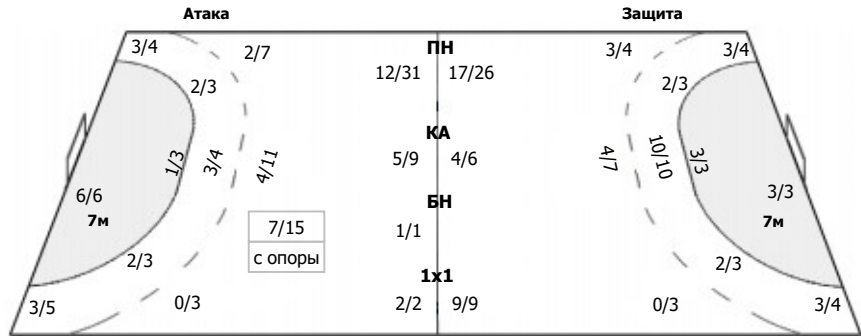 Атака Защита
3/4 2/7 ПН 3/4 3/4
12/31 17/26
2/3 2/3
КА
1/3 3/4 4/11 5/9 4/6 4/7 10/10 3/3
6/6 3/3
7м 7м
БН
7/15 1/1
с опоры
2/3 2/3
1x1
3/5 0/3 2/2 9/9 0/3 3/4